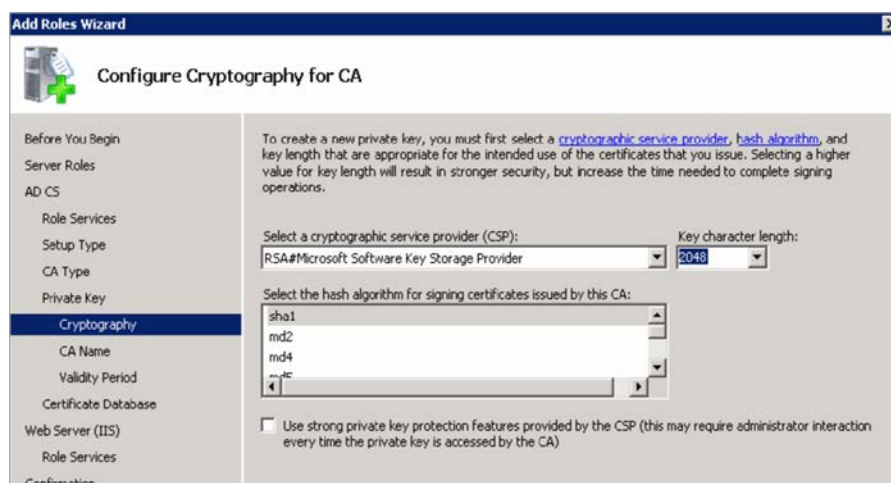 Add Roles Wizard
Configure Cryptography for CA
Before You Begin
Server Roles
AD CS
Role Services
Setup Type
CA Type
Private Key
Cryptography
CA Name
Validity Period
Certificate Database
Web Server (IIS)
Role Services
Confirmation
To create a new private key, you must first select a cryptographic service provider, hash algorithm, and
key length that are appropriate for the intended use of the certificates that you issue. Selecting a higher
value for key length will result in stronger security, but increase the time needed to complete signing
operations.
Select a cryptographic service provider (CSP):
Key character length:
RSA#Microsoft Software Key Storage Provider
2048
Select the hash algorithm for signing certificates issued by this CA:
sha1
md2
md4
md5
Use strong private key protection features provided by the CSP (this may require administrator interaction
every time the private key is accessed by the CA)